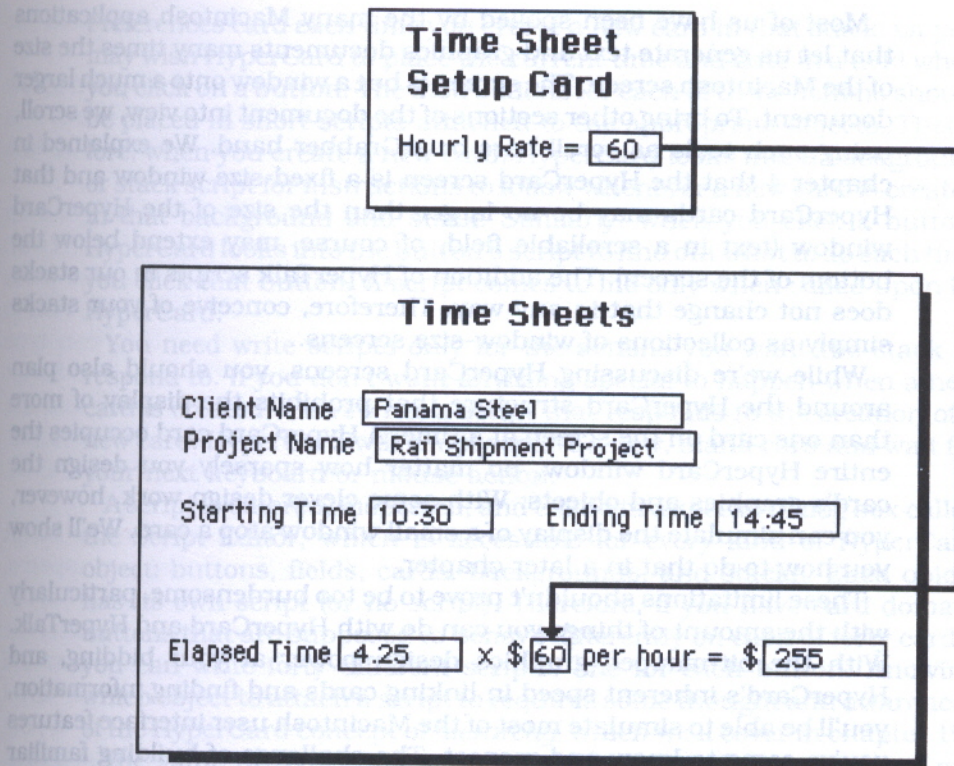 Time Sheet
Setup Card
Hourly Rate = 60
Time Sheets
Client Name Panama Steel
Project Name Rail Shipment Project
Starting Time 10:30 Ending Time 14:45
Elapsed Time 4.25 x $ 60 per hour = $ 255